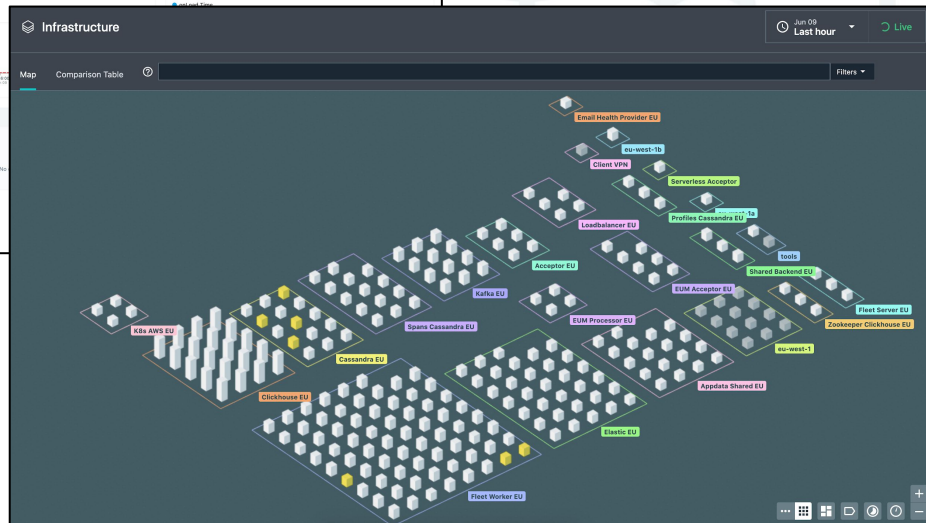 Infrastructure
Jun 09
Last hour
Live
Map
Comparison Table
Filters
Email Health Provider EU
eu-west-1b
Client VPN
Serverless Acceptor
Profiles Cassandra EU
Loadbalancer EU
tools
Acceptor EU
Shared Backend EU
EUM Acceptor EU
Kafka EU
Fleet Server EU
EUM Processor EU
Zookeeper Clickhouse EU
Spans Cassandra EU
K8s AWS EU
eu-west-1
Cassandra EU
Appdata Shared EU
Clickhouse EU
Elastic EU
Fleet Worker EU